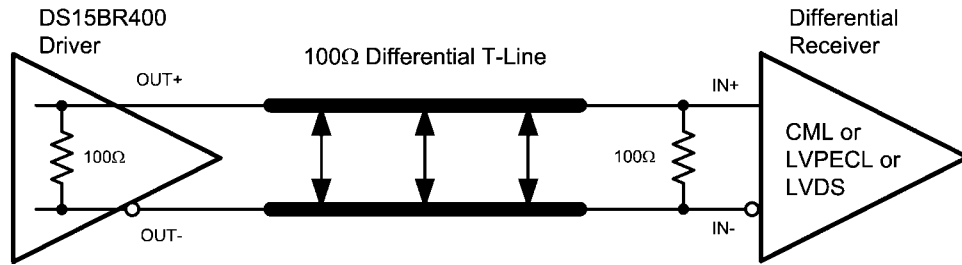 DS15BR400
Driver
Differential
Receiver
100Ω Differential T-Line
OUT+
IN+
100Ω
100Ω
CML or
LVPECL or
LVDS
OUT-
IN-